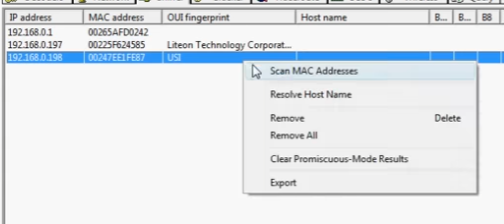 IP address MAC address OUI fingerprint Host name B... B... B8
192.168.0.1 00265AFD0242
192.168.0.197 00225F624585 Liteon Technology Corporat...
192.168.0.198 00247EE1FE87 USI
Scan MAC Addresses
Resolve Host Name
Remove Delete
Remove All
Clear Promiscuous-Mode Results
Export